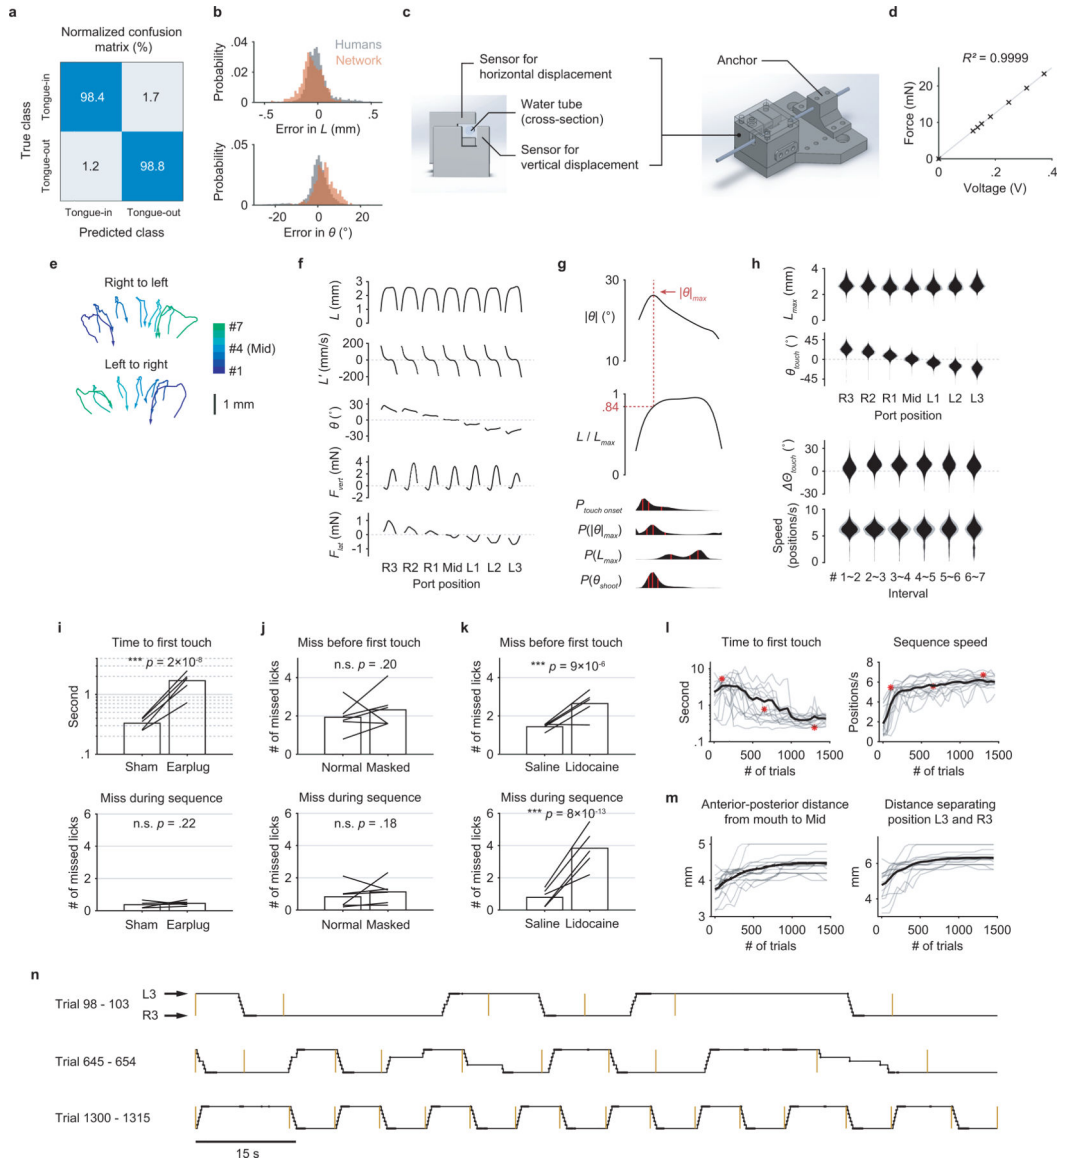 a
Normalized confusion
matrix (%)
True class
Tongue-in
Tongue-out
98.4
1.7
1.2
98.8
Tongue-in
Tongue-out
Predicted class
b
Probability
.04
.02
0
Humans
Network
-.5
0
.5
Error in L (mm)
Probability
.05
0
-20
0
20
Error in θ (°)
c
Sensor for
horizontal displacement
Water tube
(cross-section)
Sensor for
vertical displacement
Anchor
d
R² = 0.9999
Force (mN)
20
10
0
0
.2
.4
Voltage (V)
e
Right to left
#7
#4 (Mid)
#1
Left to right
1 mm
f
L (mm)
3
2
1
0
L' (mm/s)
200
0
-200
θ (°)
30
0
-30
F vert (mN)
4
2
0
-2
F lat (mN)
1
0
-1
R3 R2 R1 Mid L1 L2 L3
Port position
g
30
|θ| (°)
10
|θ| max
1
.84
L / L max
0
P touch onset
P(|θ| max)
P(L max)
P(θ shoot)
h
L max (mm)
4
2
0
θ touch (°)
45
0
-45
R3 R2 R1 Mid L1 L2 L3
Port position
ΔΘ touch (°)
30
0
-30
Speed
(positions/s)
10
5
0
# 1~2 2~3 3~4 4~5 5~6 6~7
Interval
i
Time to first touch
*** p = 2×10-8
Second
1
.1
Sham Earplug
Miss during sequence
n.s. p = .22
# of missed licks
6
4
2
0
Sham Earplug
j
Miss before first touch
n.s. p = .20
# of missed licks
4
2
0
Normal Masked
Miss during sequence
n.s. p = .18
# of missed licks
6
4
2
0
Normal Masked
k
Miss before first touch
*** p = 9×10-6
# of missed licks
4
2
0
Saline Lidocaine
Miss during sequence
*** p = 8×10-13
# of missed licks
6
4
2
0
Saline Lidocaine
l
Time to first touch
Second
10
1
.1
0 500 1000 1500
# of trials
Sequence speed
Positions/s
8
6
4
2
0
0 500 1000 1500
# of trials
m
Anterior-posterior distance
from mouth to Mid
mm
5
4
3
0 500 1000 1500
# of trials
Distance separating
position L3 and R3
mm
6
4
0 500 1000 1500
# of trials
n
Trial 98 - 103
L3
R3
Trial 645 - 654
Trial 1300 - 1315
15 s